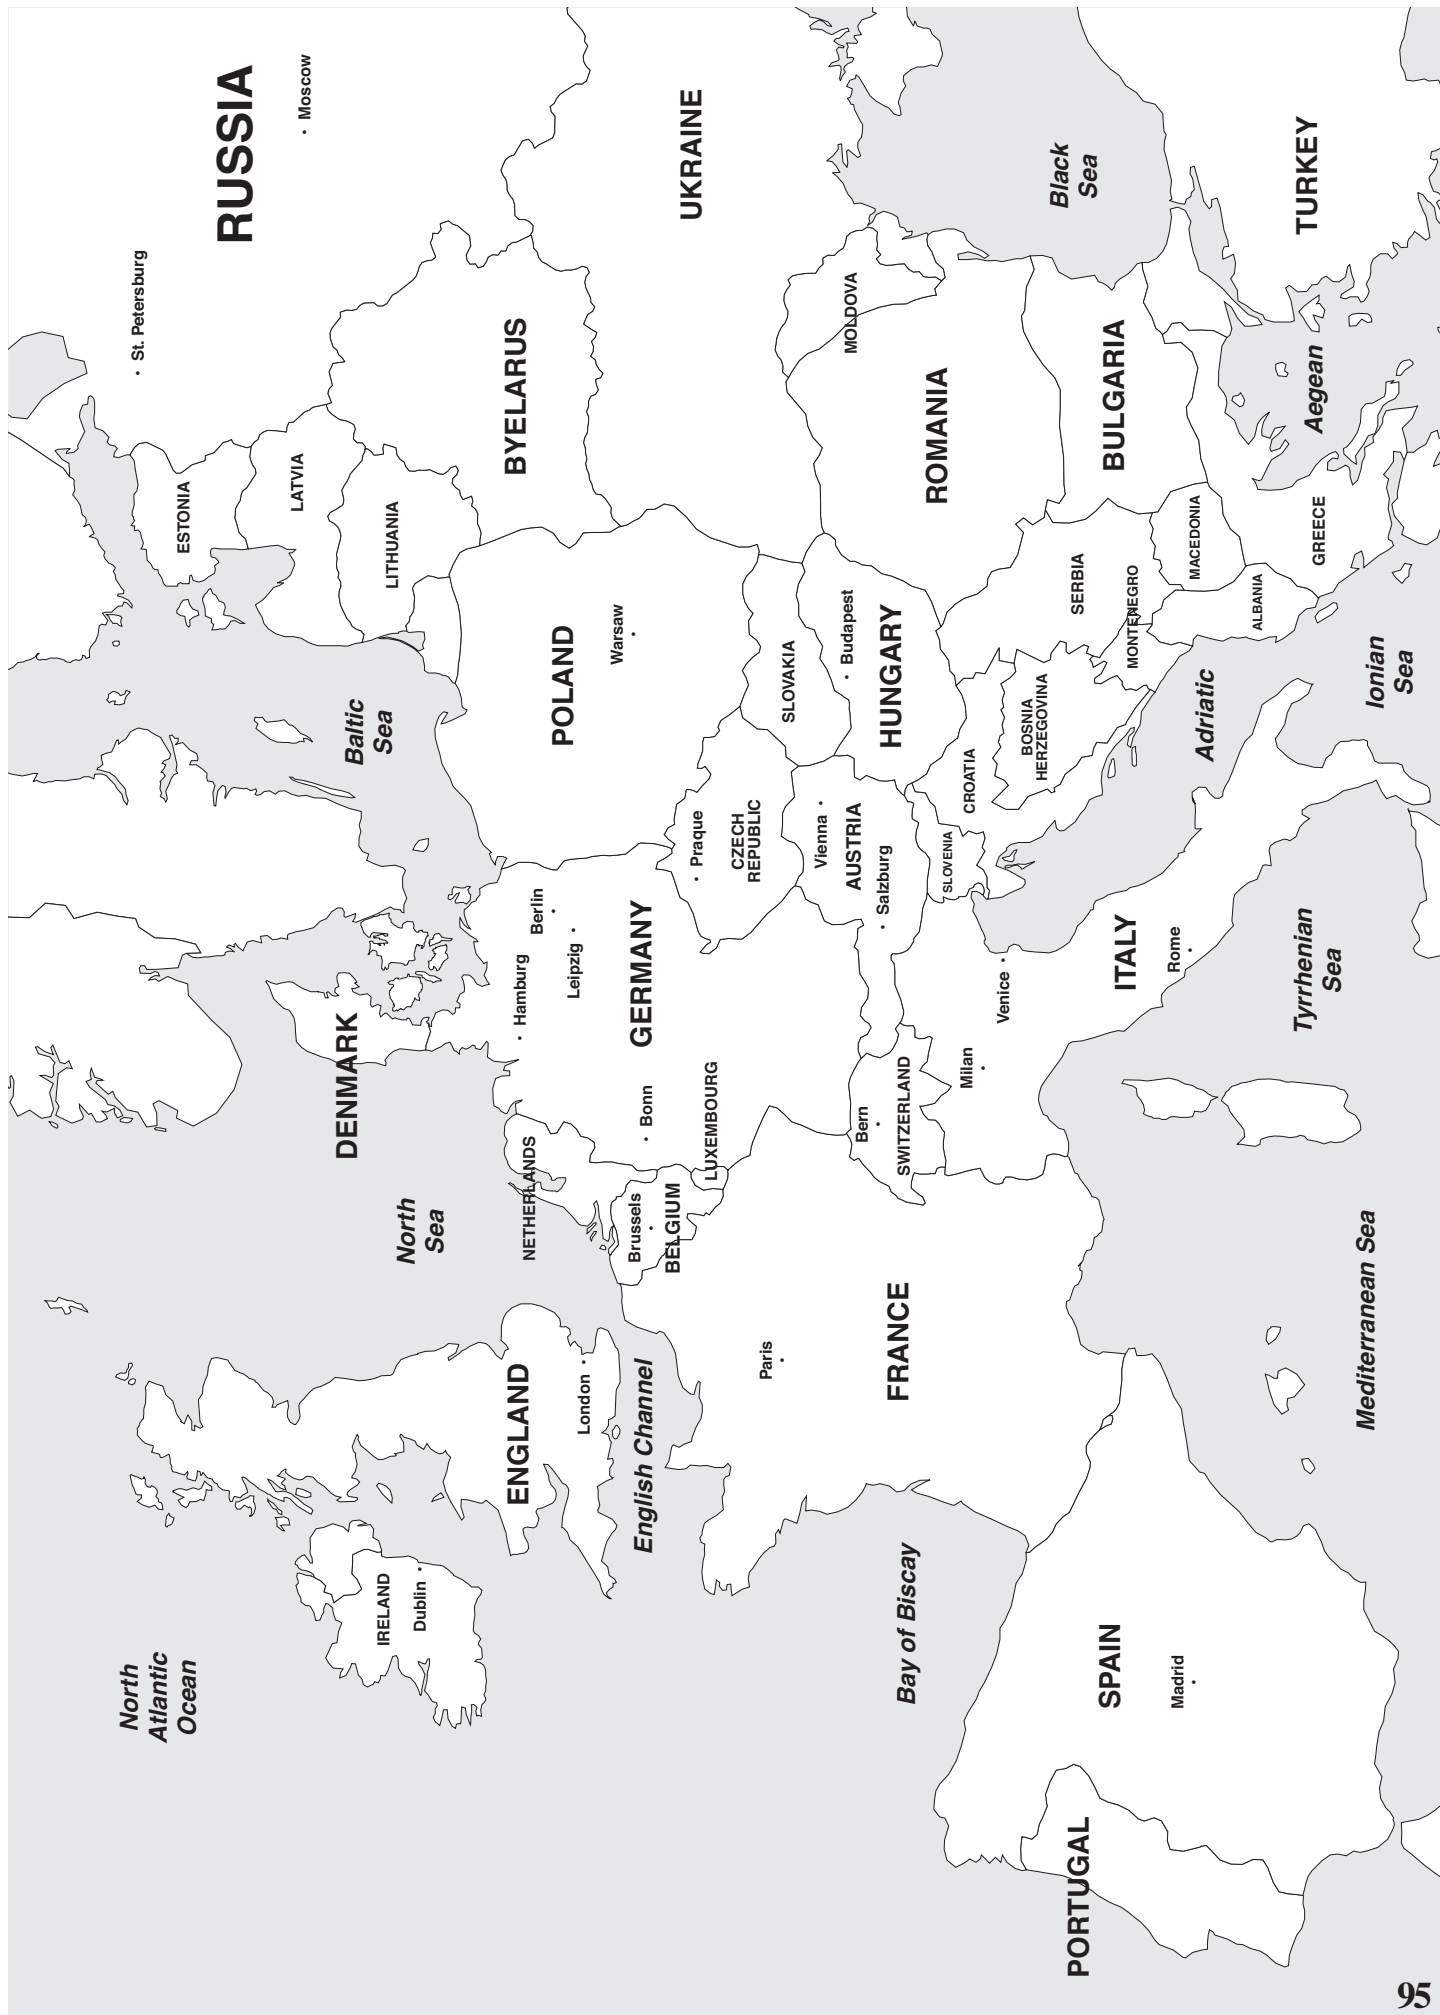 RUSSIA
Moscow
St. Petersburg
ESTONIA
LATVIA
LITHUANIA
BYELARUS
UKRAINE
MOLDOVA
ROMANIA
BULGARIA
Black
Sea
TURKEY
Aegean
GREECE
MACEDONIA
ALBANIA
SERBIA
MONTENEGRO
BOSNIA
HERZEGOVINA
CROATIA
SLOVENIA
HUNGARY
Budapest
SLOVAKIA
POLAND
Warsaw
Baltic
Sea
CZECH
REPUBLIC
Praque
AUSTRIA
Vienna
Salzburg
Adriatic
Ionian
Sea
ITALY
Rome
Venice
Milan
Tyrrhenian
Sea
SWITZERLAND
Bern
GERMANY
Berlin
Leipzig
Hamburg
Bonn
LUXEMBOURG
DENMARK
NETHERLANDS
BELGIUM
Brussels
North
Sea
FRANCE
Paris
Mediterranean Sea
ENGLAND
London
English Channel
IRELAND
Dublin
North
Atlantic
Ocean
Bay of Biscay
SPAIN
Madrid
PORTUGAL
95